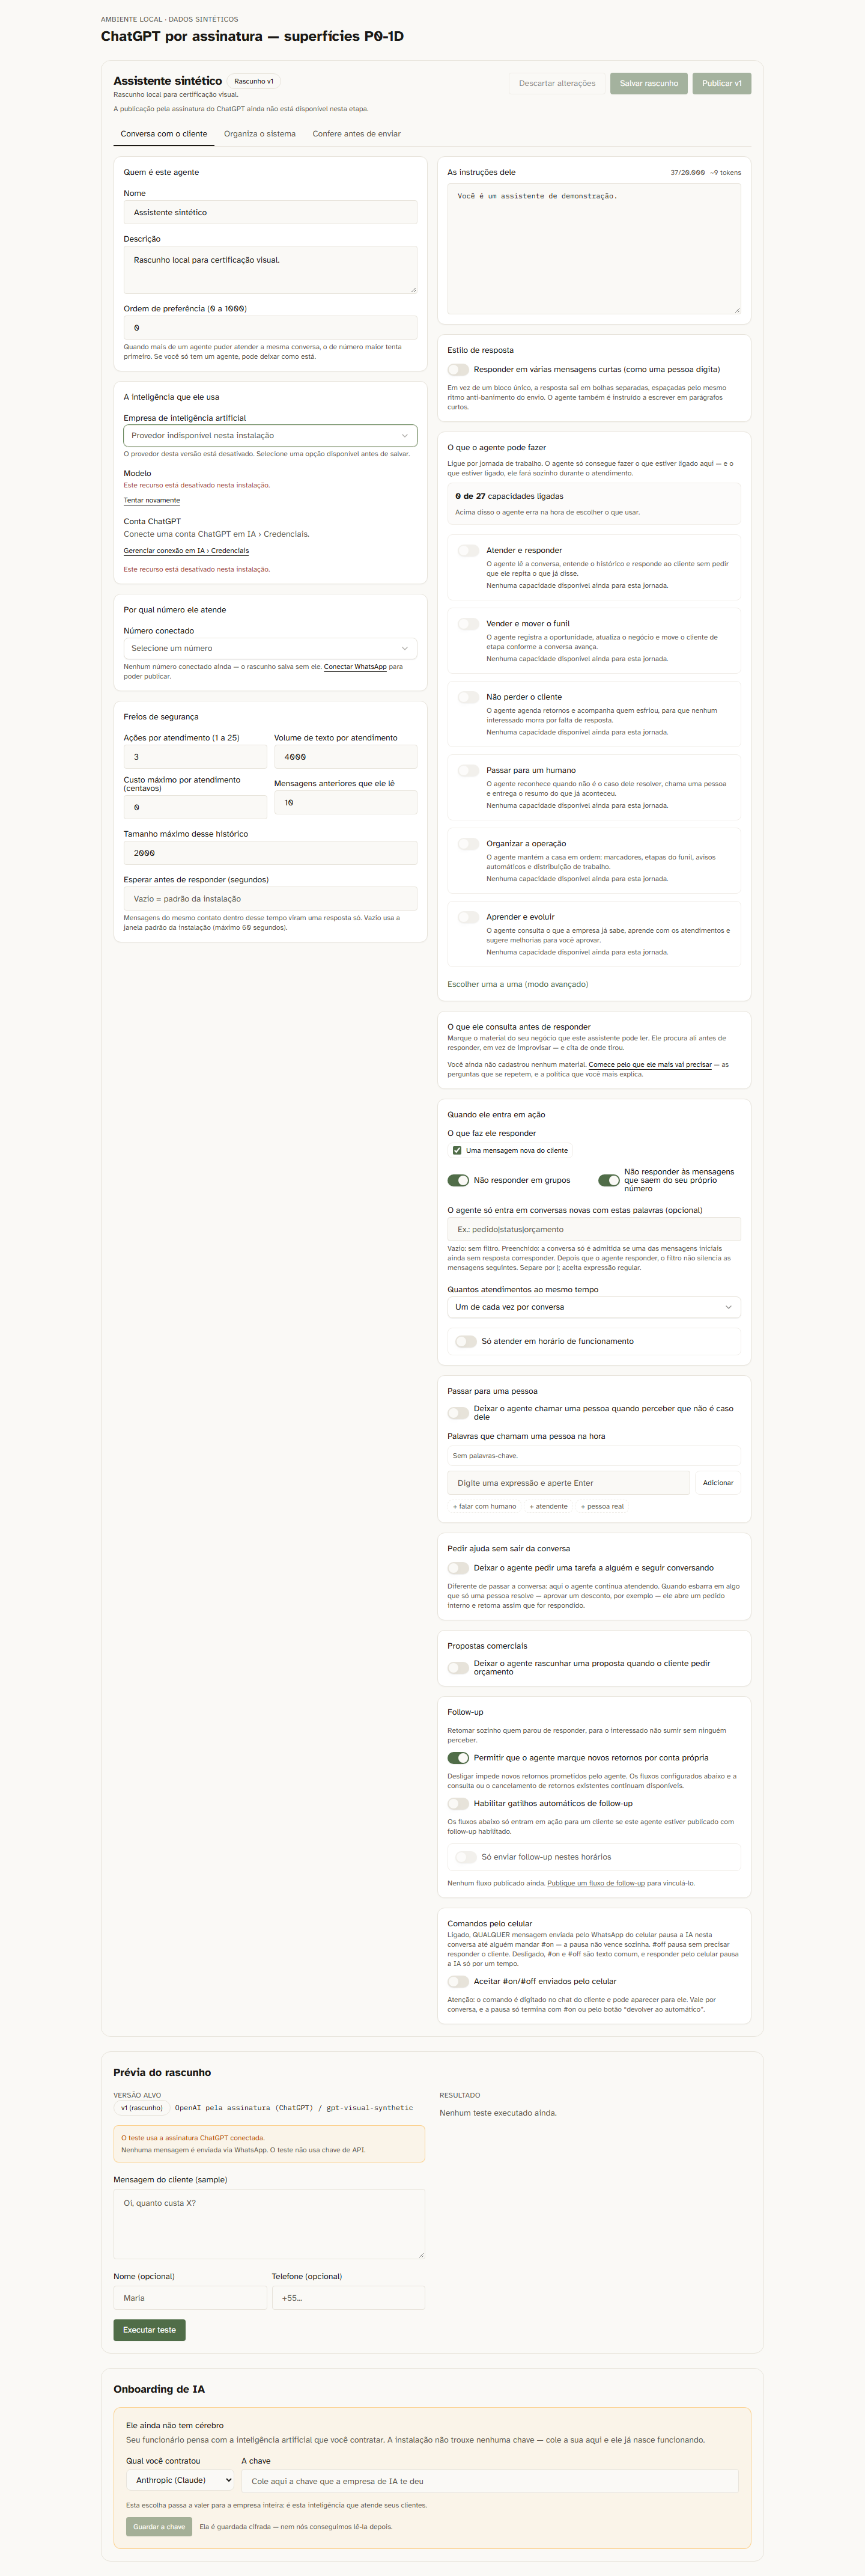 AMBIENTE LOCAL · DADOS SINTÉTICOS
ChatGPT por assinatura — superfícies P0-1D
Assistente sintético
Rascunho v1
Rascunho local para certificação visual.
A publicação pela assinatura do ChatGPT ainda não está disponível nesta etapa.
Descartar alterações
Salvar rascunho
Publicar v1
Conversa com o cliente
Organiza o sistema
Confere antes de enviar
Quem é este agente
Nome
Assistente sintético
Descrição
Rascunho local para certificação visual.
Ordem de preferência (0 a 1000)
0
Quando mais de um agente puder atender a mesma conversa, o de número maior tenta
primeiro. Se você só tem um agente, pode deixar como está.
A inteligência que ele usa
Empresa de inteligência artificial
Provedor indisponível nesta instalação
O provedor desta versão está desativado. Selecione uma opção disponível antes de salvar.
Modelo
Este recurso está desativado nesta instalação.
Tentar novamente
Conta ChatGPT
Conecte uma conta ChatGPT em IA › Credenciais.
Gerenciar conexão em IA › Credenciais
Este recurso está desativado nesta instalação.
Por qual número ele atende
Número conectado
Selecione um número
Nenhum número conectado ainda — o rascunho salva sem ele. Conectar WhatsApp para
poder publicar.
Freios de segurança
Ações por atendimento (1 a 25)
Volume de texto por atendimento
3
4000
Custo máximo por atendimento
(centavos)
Mensagens anteriores que ele lê
0
10
Tamanho máximo desse histórico
2000
Esperar antes de responder (segundos)
Vazio = padrão da instalação
Mensagens do mesmo contato dentro desse tempo viram uma resposta só. Vazio usa a
janela padrão da instalação (máximo 60 segundos).
As instruções dele
37/20.000 ~9 tokens
Você é um assistente de demonstração.
Estilo de resposta
Responder em várias mensagens curtas (como uma pessoa digita)
Em vez de um bloco único, a resposta sai em bolhas separadas, espaçadas pelo mesmo
ritmo anti-banimento do envio. O agente também é instruído a escrever em parágrafos
curtos.
O que o agente pode fazer
Ligue por jornada de trabalho. O agente só consegue fazer o que estiver ligado aqui — e o
que estiver ligado, ele fará sozinho durante o atendimento.
0 de 27 capacidades ligadas
Acima disso o agente erra na hora de escolher o que usar.
Atender e responder
O agente lê a conversa, entende o histórico e responde ao cliente sem pedir
que ele repita o que já disse.
Nenhuma capacidade disponível ainda para esta jornada.
Vender e mover o funil
O agente registra a oportunidade, atualiza o negócio e move o cliente de
etapa conforme a conversa avança.
Nenhuma capacidade disponível ainda para esta jornada.
Não perder o cliente
O agente agenda retornos e acompanha quem esfriou, para que nenhum
interessado morra por falta de resposta.
Nenhuma capacidade disponível ainda para esta jornada.
Passar para um humano
O agente reconhece quando não é o caso dele resolver, chama uma pessoa
e entrega o resumo do que já aconteceu.
Nenhuma capacidade disponível ainda para esta jornada.
Organizar a operação
O agente mantém a casa em ordem: marcadores, etapas do funil, avisos
automáticos e distribuição de trabalho.
Nenhuma capacidade disponível ainda para esta jornada.
Aprender e evoluir
O agente consulta o que a empresa já sabe, aprende com os atendimentos e
sugere melhorias para você aprovar.
Nenhuma capacidade disponível ainda para esta jornada.
Escolher uma a uma (modo avançado)
O que ele consulta antes de responder
Marque o material do seu negócio que este assistente pode ler. Ele procura ali antes de
responder, em vez de improvisar — e cita de onde tirou.
Você ainda não cadastrou nenhum material. Comece pelo que ele mais vai precisar — as
perguntas que se repetem, e a política que você mais explica.
Quando ele entra em ação
O que faz ele responder
Uma mensagem nova do cliente
Não responder em grupos
Não responder às mensagens
que saem do seu próprio
número
O agente só entra em conversas novas com estas palavras (opcional)
Ex.: pedido|status|orçamento
Vazio: sem filtro. Preenchido: a conversa só é admitida se uma das mensagens iniciais
ainda sem resposta corresponder. Depois que o agente responder, o filtro não silencia as
mensagens seguintes. Separe por |; aceita expressão regular.
Quantos atendimentos ao mesmo tempo
Um de cada vez por conversa
Só atender em horário de funcionamento
Passar para uma pessoa
Deixar o agente chamar uma pessoa quando perceber que não é caso
dele
Palavras que chamam uma pessoa na hora
Sem palavras-chave.
Digite uma expressão e aperte Enter
Adicionar
+ falar com humano
+ atendente
+ pessoa real
Pedir ajuda sem sair da conversa
Deixar o agente pedir uma tarefa a alguém e seguir conversando
Diferente de passar a conversa: aqui o agente continua atendendo. Quando esbarra em algo
que só uma pessoa resolve — aprovar um desconto, por exemplo — ele abre um pedido
interno e retoma assim que for respondido.
Propostas comerciais
Deixar o agente rascunhar uma proposta quando o cliente pedir
orçamento
Follow-up
Retomar sozinho quem parou de responder, para o interessado não sumir sem ninguém
perceber.
Permitir que o agente marque novos retornos por conta própria
Desligar impede novos retornos prometidos pelo agente. Os fluxos configurados abaixo e a
consulta ou o cancelamento de retornos existentes continuam disponíveis.
Habilitar gatilhos automáticos de follow-up
Os fluxos abaixo só entram em ação para um cliente se este agente estiver publicado com
follow-up habilitado.
Só enviar follow-up nestes horários
Nenhum fluxo publicado ainda. Publique um fluxo de follow-up para vinculá-lo.
Comandos pelo celular
Ligado, QUALQUER mensagem enviada pelo WhatsApp do celular pausa a IA nesta
conversa até alguém mandar #on — a pausa não vence sozinha. #off pausa sem precisar
responder o cliente. Desligado, #on e #off são texto comum, e responder pelo celular pausa
a IA só por um tempo.
Aceitar #on/#off enviados pelo celular
Atenção: o comando é digitado no chat do cliente e pode aparecer para ele. Vale por
conversa, e a pausa só termina com #on ou pelo botão “devolver ao automático”.
Prévia do rascunho
VERSÃO ALVO
v1 (rascunho)
OpenAI pela assinatura (ChatGPT) / gpt-visual-synthetic
O teste usa a assinatura ChatGPT conectada.
Nenhuma mensagem é enviada via WhatsApp. O teste não usa chave de API.
Mensagem do cliente (sample)
Oi, quanto custa X?
Nome (opcional)
Telefone (opcional)
Maria
+55...
Executar teste
RESULTADO
Nenhum teste executado ainda.
Onboarding de IA
Ele ainda não tem cérebro
Seu funcionário pensa com a inteligência artificial que você contratar. A instalação não trouxe nenhuma chave — cole a sua aqui e ele já nasce funcionando.
Qual você contratou
A chave
Anthropic (Claude)
Cole aqui a chave que a empresa de IA te deu
Esta escolha passa a valer para a empresa inteira: é esta inteligência que atende seus clientes.
Guardar a chave
Ela é guardada cifrada — nem nós conseguimos lê-la depois.